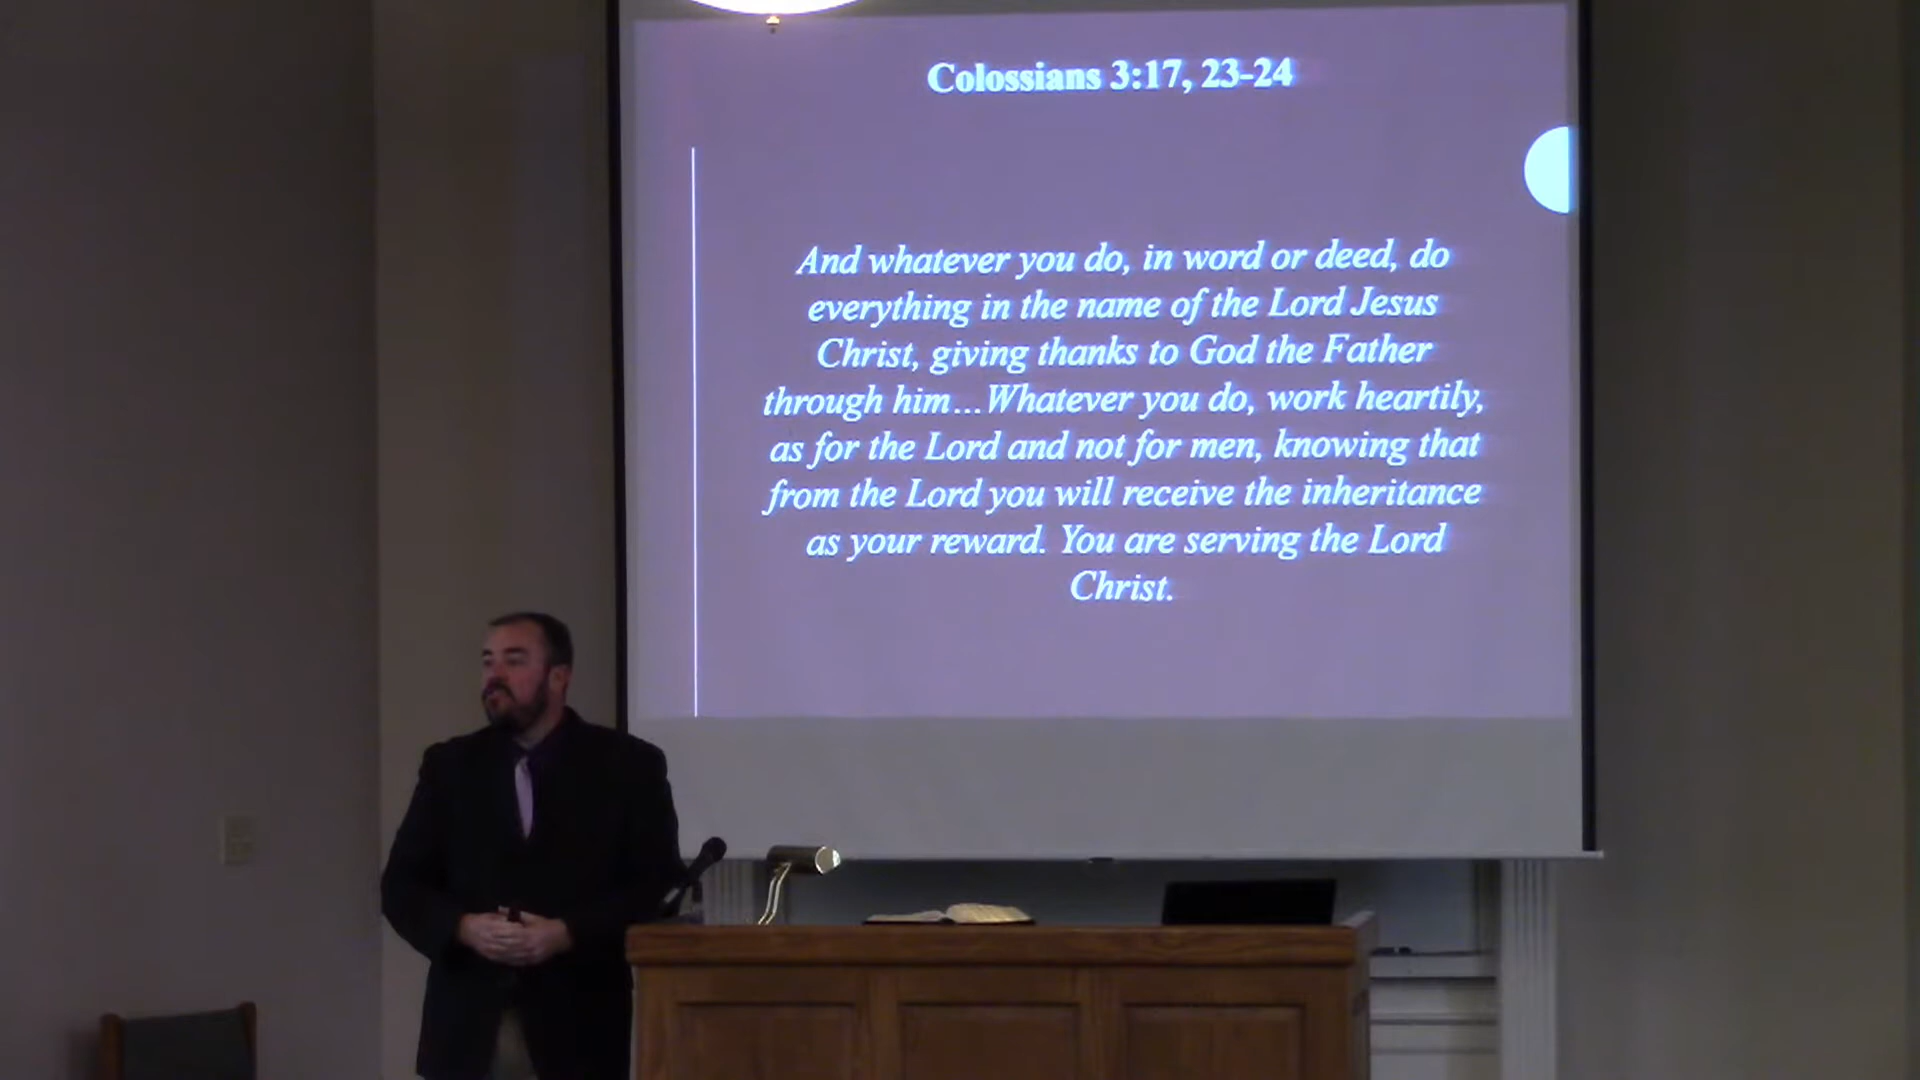 Colossians 3:17, 23-24
And whatever you do, in word or deed, do
everything in the name of the Lord Jesus
Christ, giving thanks to God the Father
through him…Whatever you do, work heartily,
as for the Lord and not for men, knowing that
from the Lord you will receive the inheritance
as your reward. You are serving the Lord
Christ.